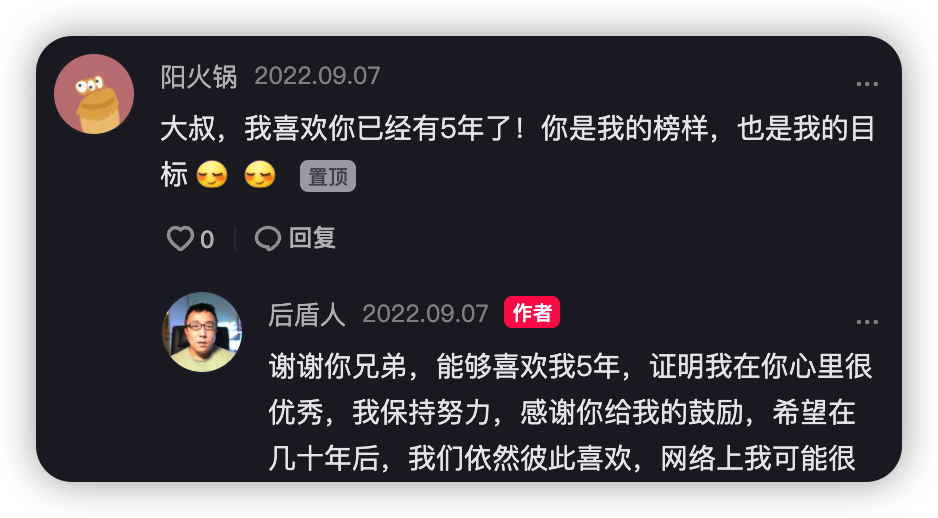 阳火锅 2022.09.07
大叔，我喜欢你已经有5年了！你是我的榜样，也是我的目
标 置顶
0 回复
后盾人 2022.09.07 作者
谢谢你兄弟，能够喜欢我5年，证明我在你心里很
优秀，我保持努力，感谢你给我的鼓励，希望在
几十年后，我们依然彼此喜欢，网络上我可能很